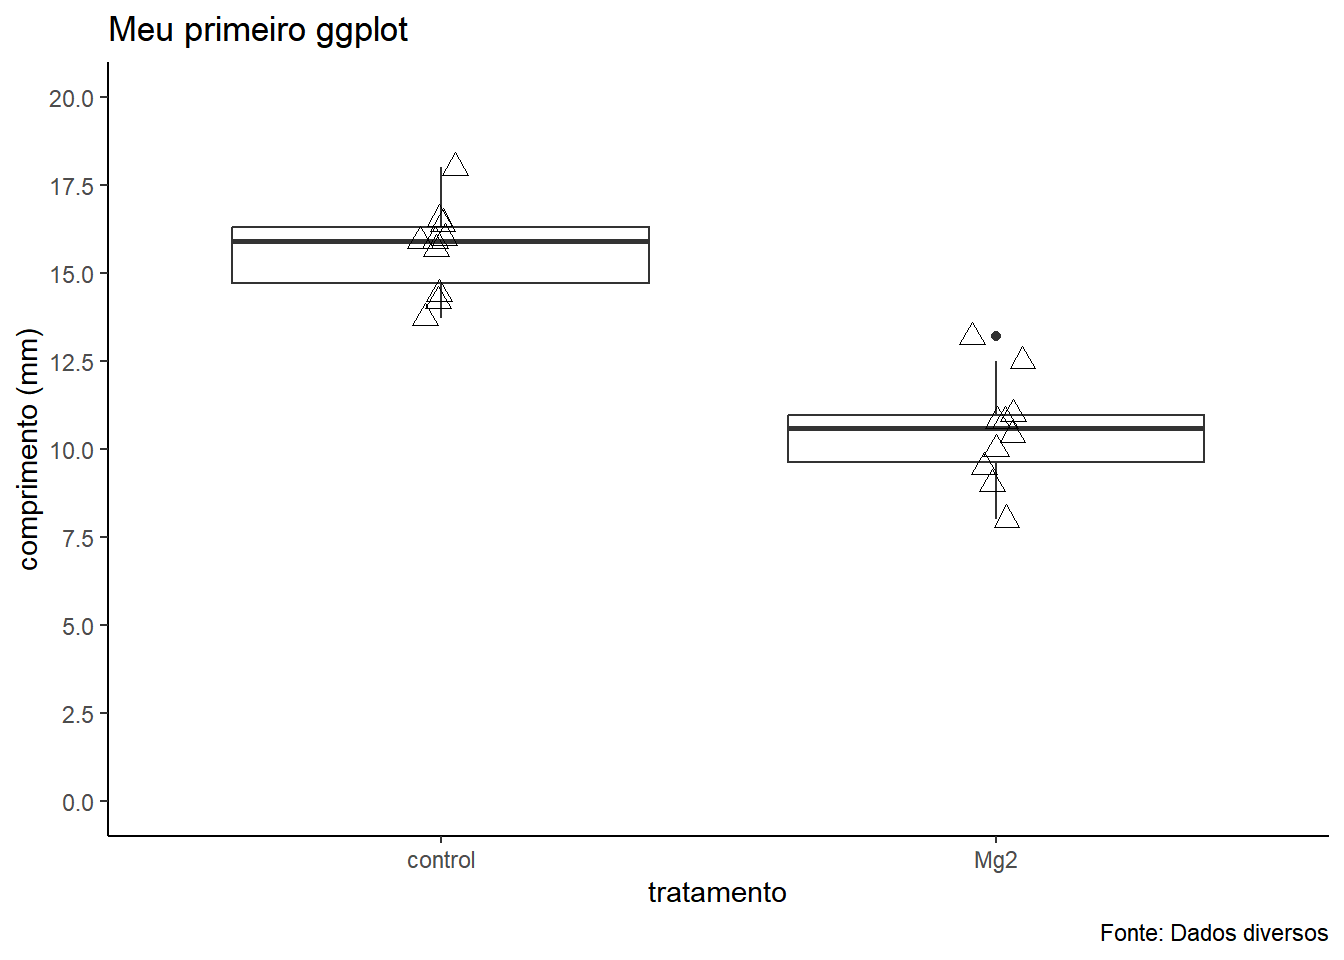 Meu primeiro ggplot
comprimento (mm)
20.0
17.5
15.0
12.5
10.0
7.5
5.0
2.5
0.0
control
Mg2
tratamento
Fonte: Dados diversos